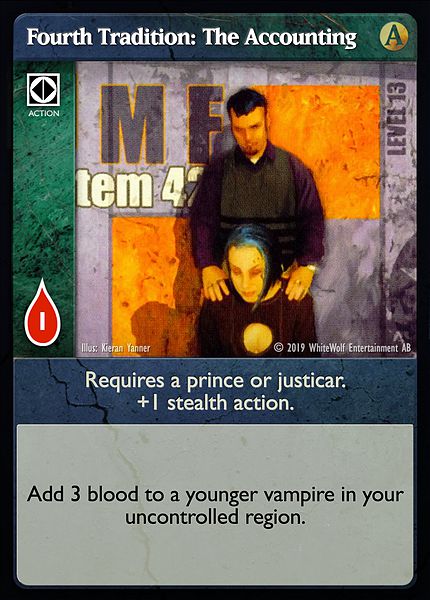 Fourth Tradition: The Accounting
A
ACTION
M E
tem 42
LEVEL 13
1
Illus: Kieran Yanner
© 2019 WhiteWolf Entertainment AB
Requires a prince or justicar.
+1 stealth action.
Add 3 blood to a younger vampire in your
uncontrolled region.